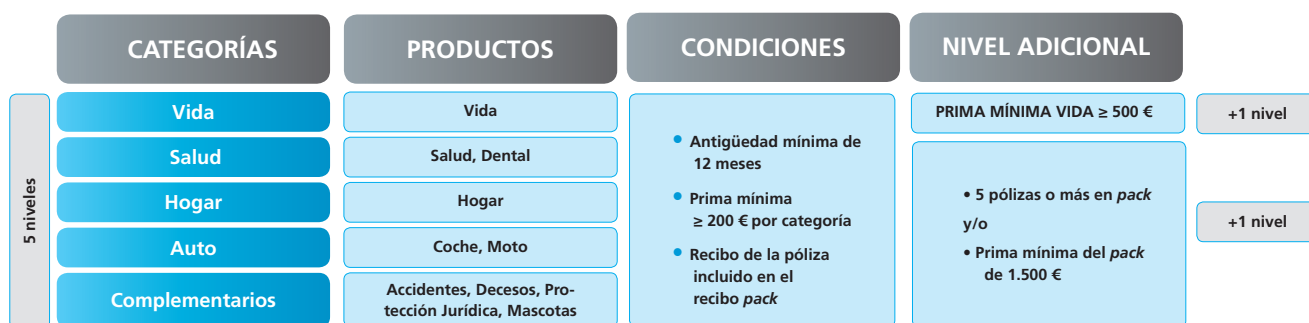 CATEGORÍAS
PRODUCTOS
CONDICIONES
NIVEL ADICIONAL
5 niveles
Vida
Salud
Hogar
Auto
Complementarios
Vida
Salud, Dental
Hogar
Coche, Moto
Accidentes, Decesos, Pro-
tección Jurídica, Mascotas
• Antigüedad mínima de
12 meses
• Prima mínima
≥ 200 € por categoría
• Recibo de la póliza
incluido en el
recibo pack
PRIMA MÍNIMA VIDA ≥ 500 €
+1 nivel
• 5 pólizas o más en pack
y/o
• Prima mínima del pack
de 1.500 €
+1 nivel